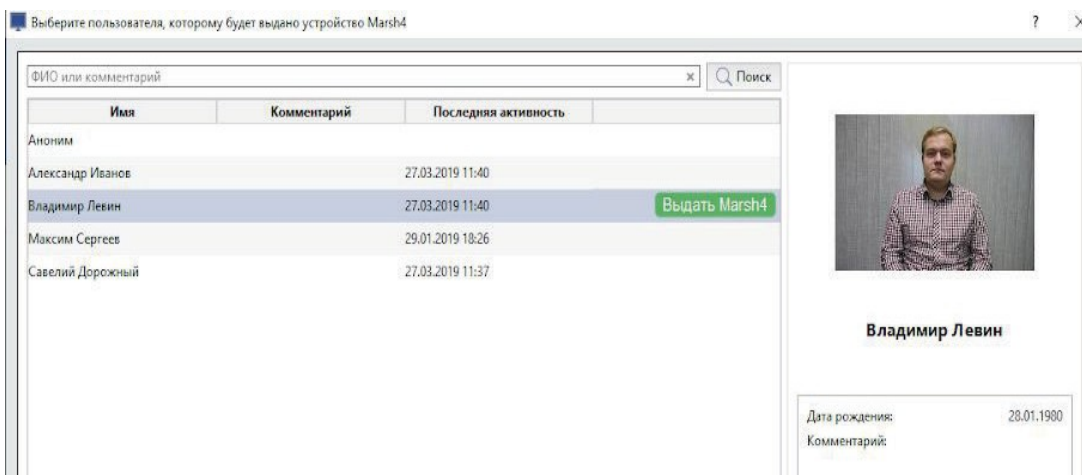 Выберите пользователя, которому будет выдано устройство Marsh4
?
ФИО или комментарий
Поиск
Имя Комментарий Последняя активность
Аноним
Александр Иванов 27.03.2019 11:40
Владимир Левин 27.03.2019 11:40 Выдать Marsh4
Максим Сергеев 29.01.2019 18:26
Савелий Дорожный 27.03.2019 11:37
Владимир Левин
Дата рождения: 28.01.1980
Комментарий: